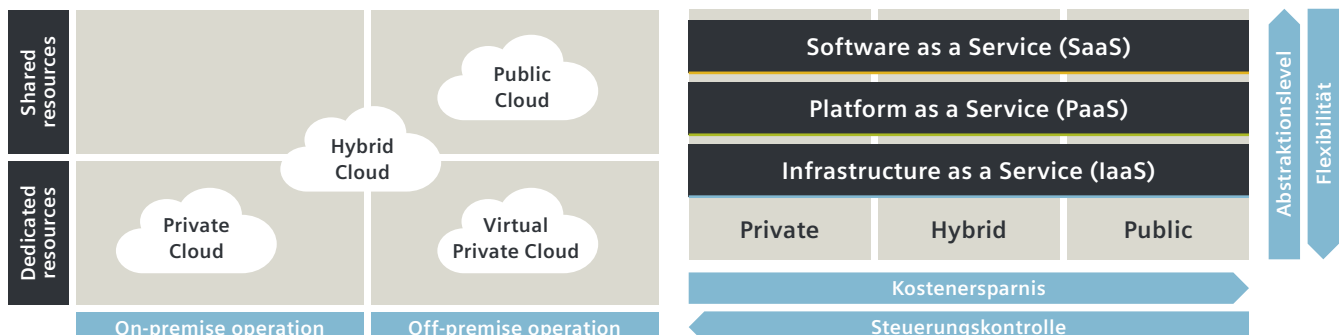 Shared
resources
Public
Cloud
Hybrid
Cloud
Dedicated
resources
Private
Cloud
Virtual
Private Cloud
On-premise operation
Off-premise operation
Software as a Service (SaaS)
Platform as a Service (PaaS)
Infrastructure as a Service (IaaS)
Private
Hybrid
Public
Kostenersparnis
Steuerungskontrolle
Abstraktionslevel
Flexibilität